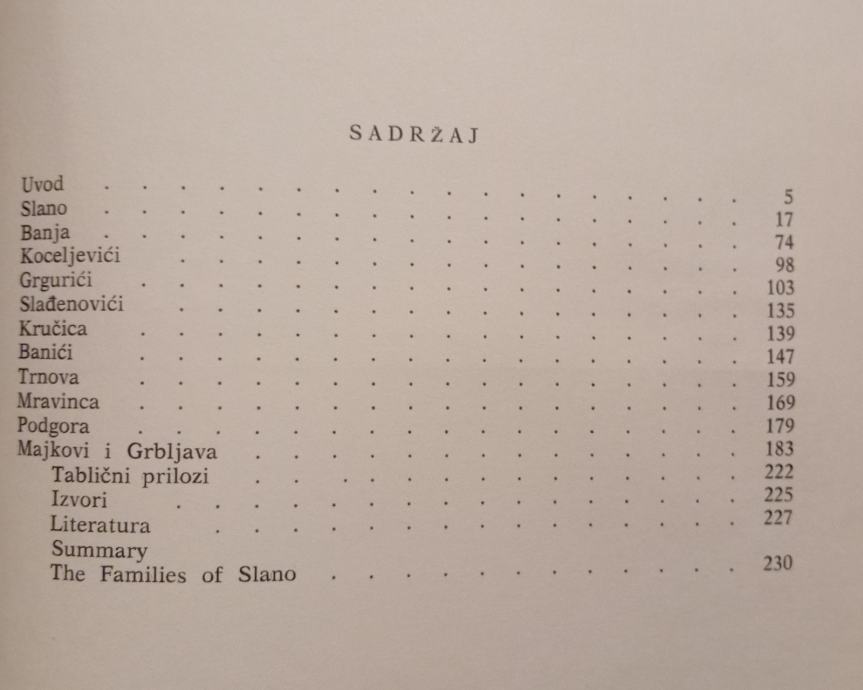 SADRŽAJ
Uvod . . . . . . . . . . . . . . . . . . 5
Slano . . . . . . . . . . . . . . . . . . 17
Banja . . . . . . . . . . . . . . . . . . 74
Koceljevići . . . . . . . . . . . . . . . . 98
Grgurići . . . . . . . . . . . . . . . . . 103
Slađenovići . . . . . . . . . . . . . . . . 135
Kručica . . . . . . . . . . . . . . . . . 139
Banići . . . . . . . . . . . . . . . . . 147
Trnova . . . . . . . . . . . . . . . . . 159
Mravinca . . . . . . . . . . . . . . . . . 169
Podgora . . . . . . . . . . . . . . . . . 179
Majkovi i Grbljava . . . . . . . . . . . . . . 183
Tablični prilozi . . . . . . . . . . . . . . 222
Izvori . . . . . . . . . . . . . . . . 225
Literatura . . . . . . . . . . . . . . . 227
Summary
The Families of Slano . . . . . . . . . . . . 230